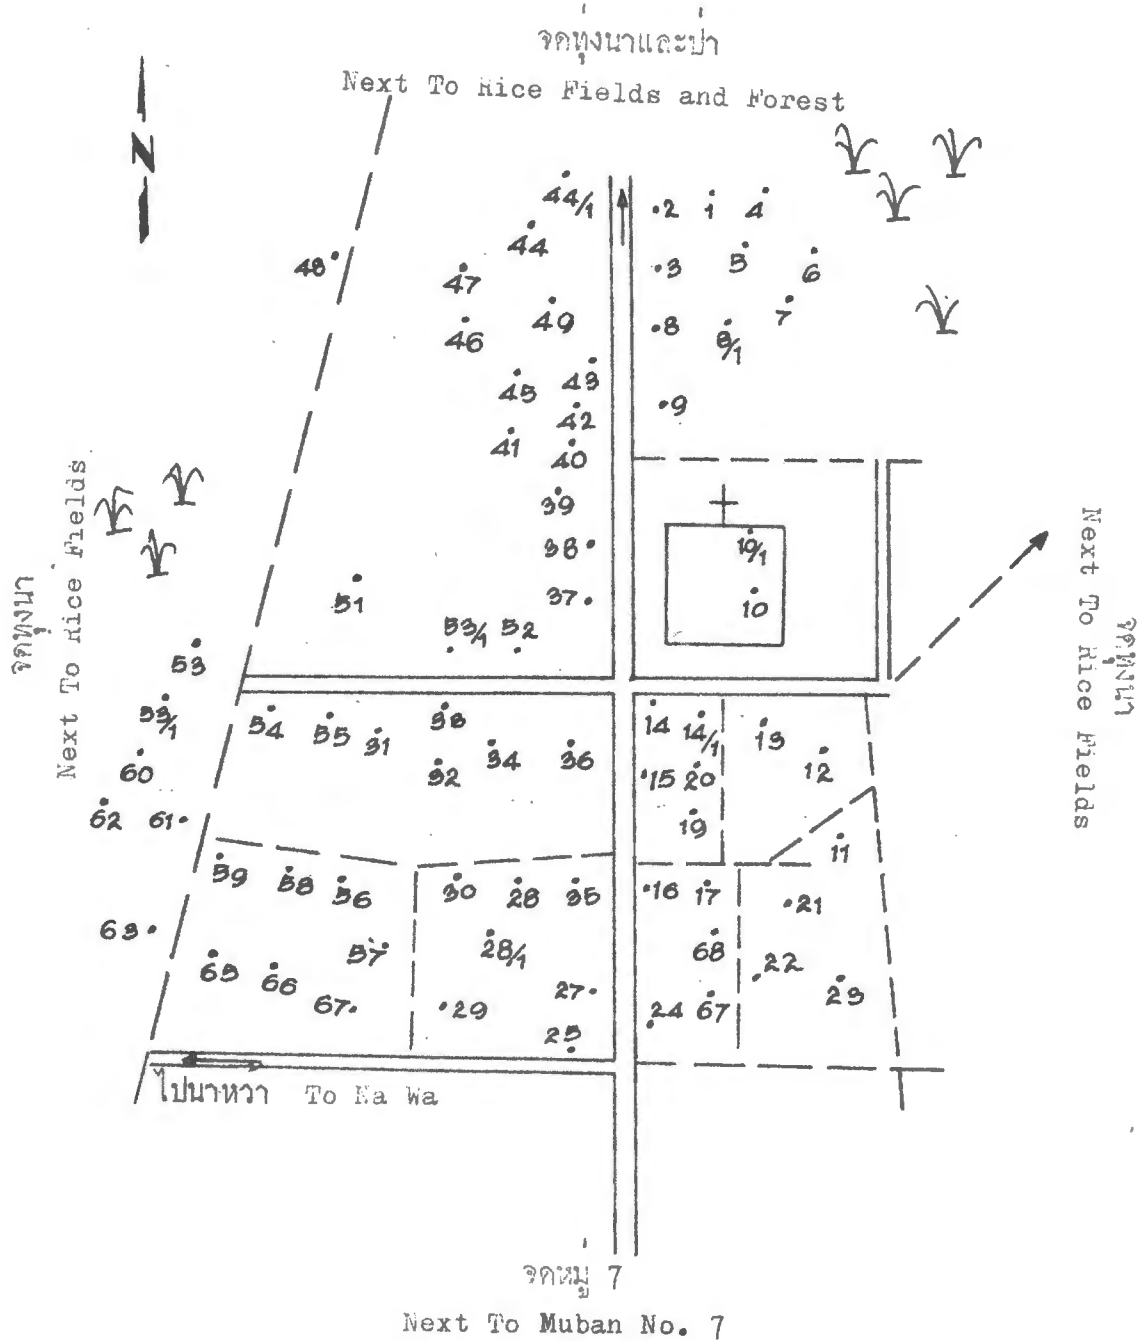 จดทุ่งนาและป่า
Next To Rice Fields and Forest
N
44/1
2 1 4
44
48 47
3 5 6
49 46
8 8/1 7
45 43
42
9
41 40
39
38
10/1
37
10
51
53/1 52
53
53/1
60
62 61
54 55 31 33
32 34 36
14 14/1 13
15 20 12
19
11
59 58 56
30 28 35
16 17 21
63
57 28/1
68
65 66 67
29 27
25
22 23
24 67
จดทุ่งนา
Next To Rice Fields
จดทุ่งนา
Next To Rice Fields
ไปนาหวา To Na Wa
จดหมู่ 7
Next To Muban No. 7